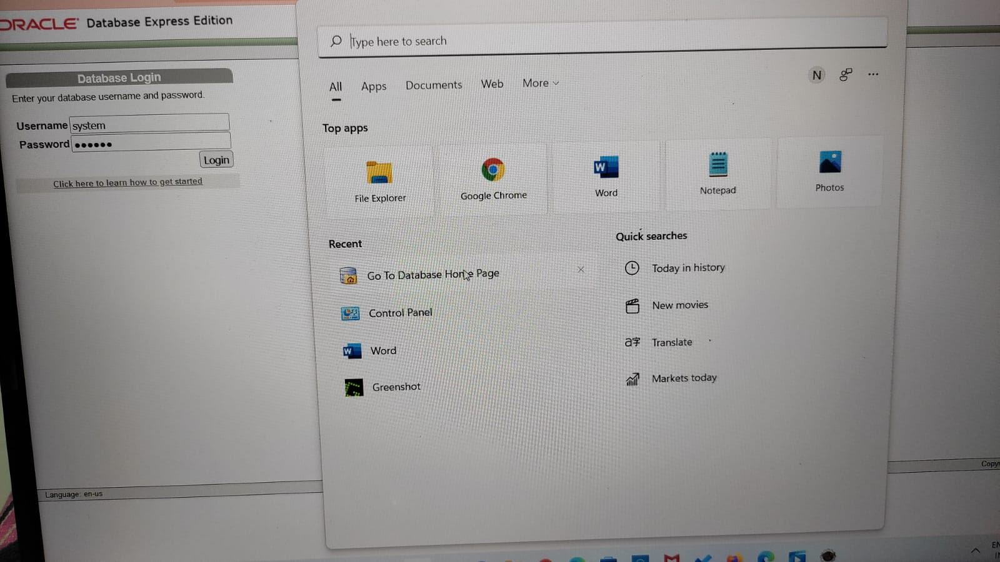 ORACLE Database Express Edition
Database Login
Enter your database username and password.
Username system
Password
Login
Click here to learn how to get started
Language: en-us
Type here to search
All Apps Documents Web More
N
Top apps
File Explorer
Google Chrome
Word
Notepad
Photos
Recent
Go To Database Home Page
Control Panel
Word
Greenshot
Quick searches
Today in history
New movies
Translate
Markets today